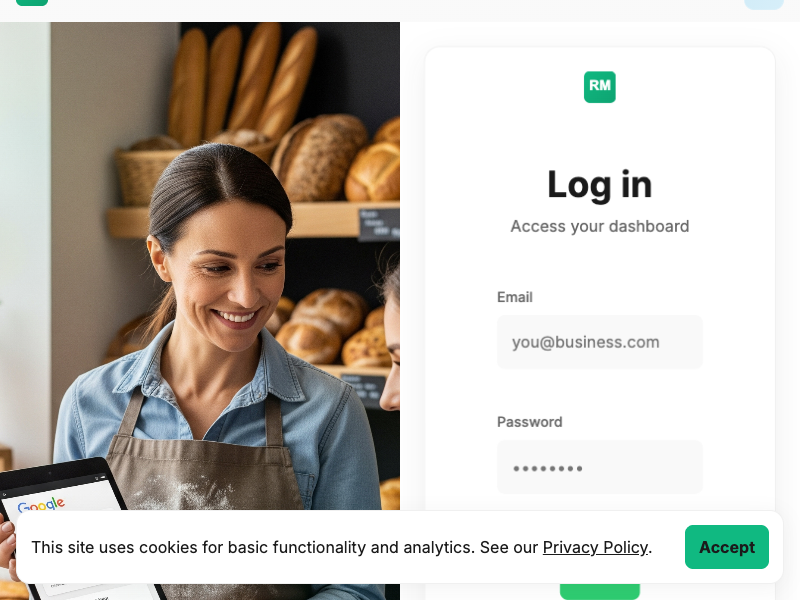 RM
Log in
Access your dashboard
Email
you@business.com
Password
Google
This site uses cookies for basic functionality and analytics. See our Privacy Policy.
Accept